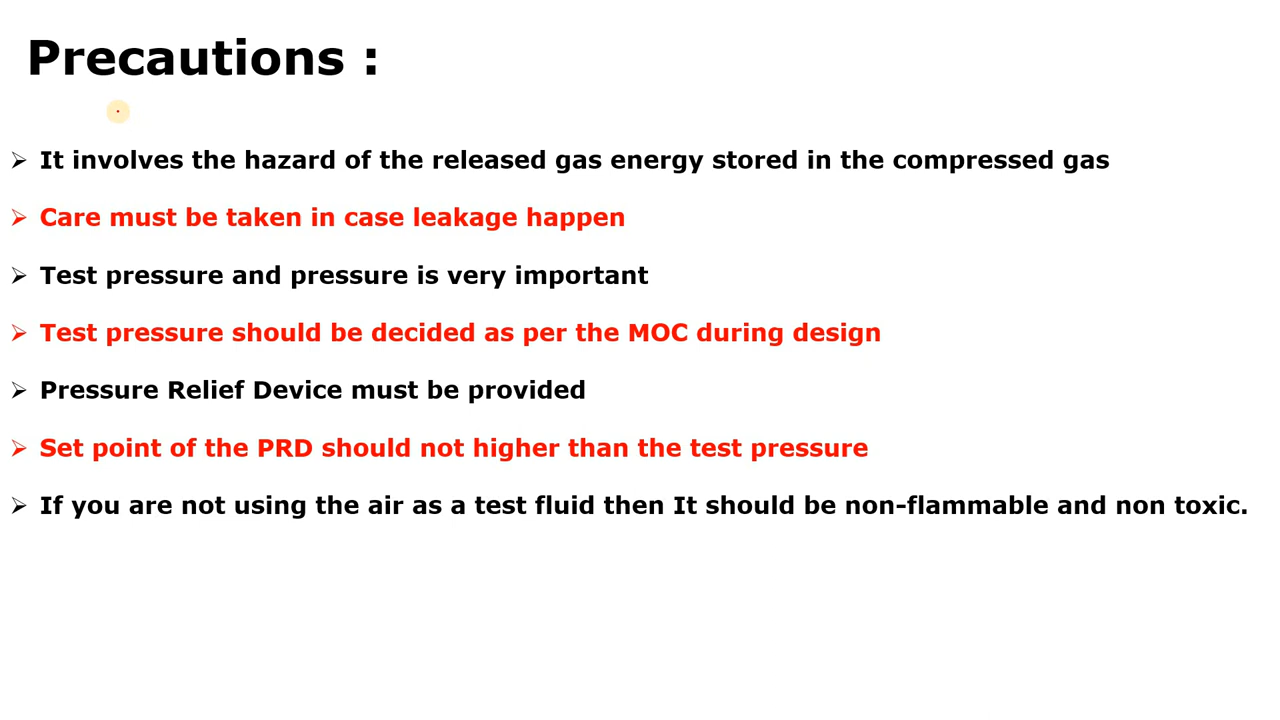 Precautions :
It involves the hazard of the released gas energy stored in the compressed gas
Care must be taken in case leakage happen
Test pressure and pressure is very important
Test pressure should be decided as per the MOC during design
Pressure Relief Device must be provided
Set point of the PRD should not higher than the test pressure
If you are not using the air as a test fluid then It should be non-flammable and non toxic.